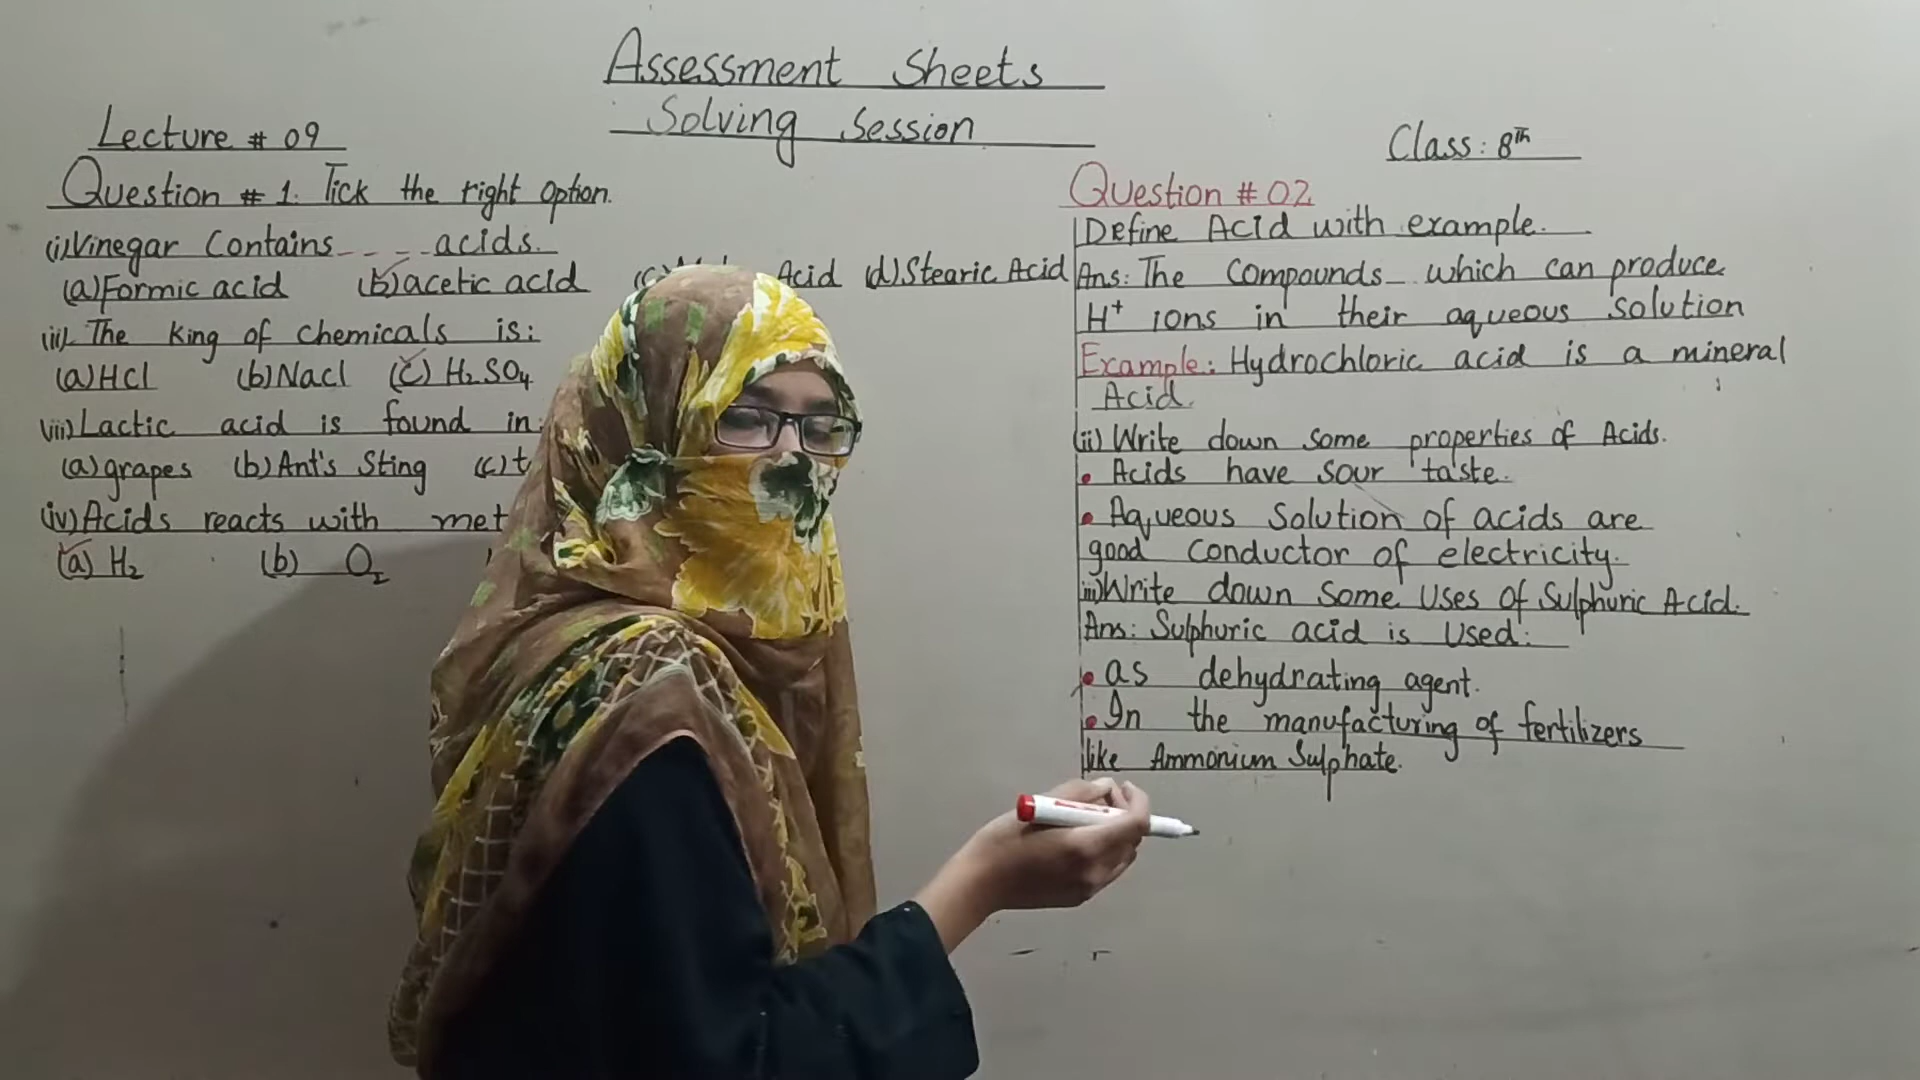 Assessment Sheets
Solving Session
Lecture # 09
Class: 8th
Question # 1. Tick the right option.
(i) Vinegar Contains _ _ _ acids.
(a) Formic acid (b) acetic acid Acid (d) Stearic Acid
(ii). The King of Chemicals is:
(a) HCl (b) NaCl (c) H2SO4
(iii) Lactic acid is found in:
(a) grapes (b) Ant's Sting (c)
(iv) Acids reacts with
(a) H2 (b) O2
Question # 02
Define Acid with example.
Ans: The Compounds which can produce
H+ ions in their aqueous solution
Example: Hydrochloric acid is a mineral
Acid.
(ii) Write down some properties of Acids.
• Acids have sour taste.
• Aqueous Solution of acids are
good conductor of electricity.
iii) Write down Some Uses of Sulphuric Acid.
Ans: Sulphuric acid is Used:
• as dehydrating agent.
• In the manufacturing of fertilizers
like Ammonium Sulphate.